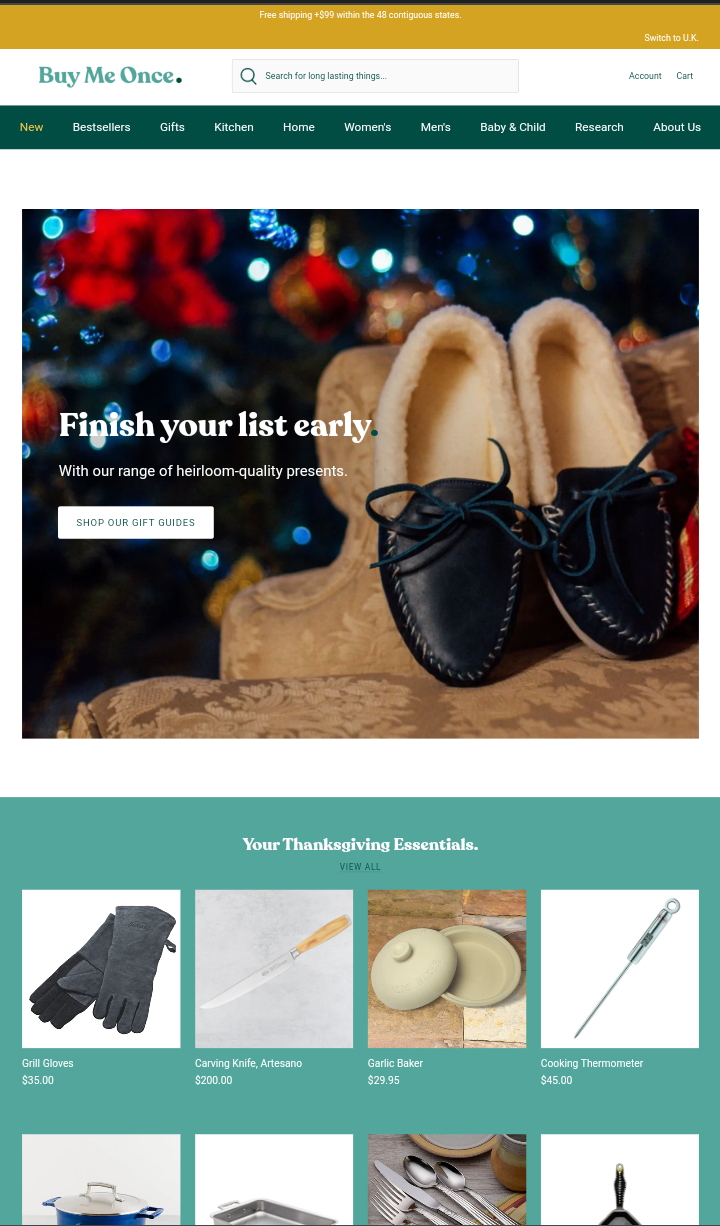 Free shipping +$99 within the 48 contiguous states.
Switch to U.K.
Buy Me Once.
Search for long lasting things...
Account Cart
New Bestsellers Gifts Kitchen Home Women's Men's Baby & Child Research About Us
Finish your list early.
With our range of heirloom-quality presents.
SHOP OUR GIFT GUIDES
Your Thanksgiving Essentials.
VIEW ALL
Grill Gloves
$35.00
Carving Knife, Artesano
$200.00
Garlic Baker
$29.95
Cooking Thermometer
$45.00